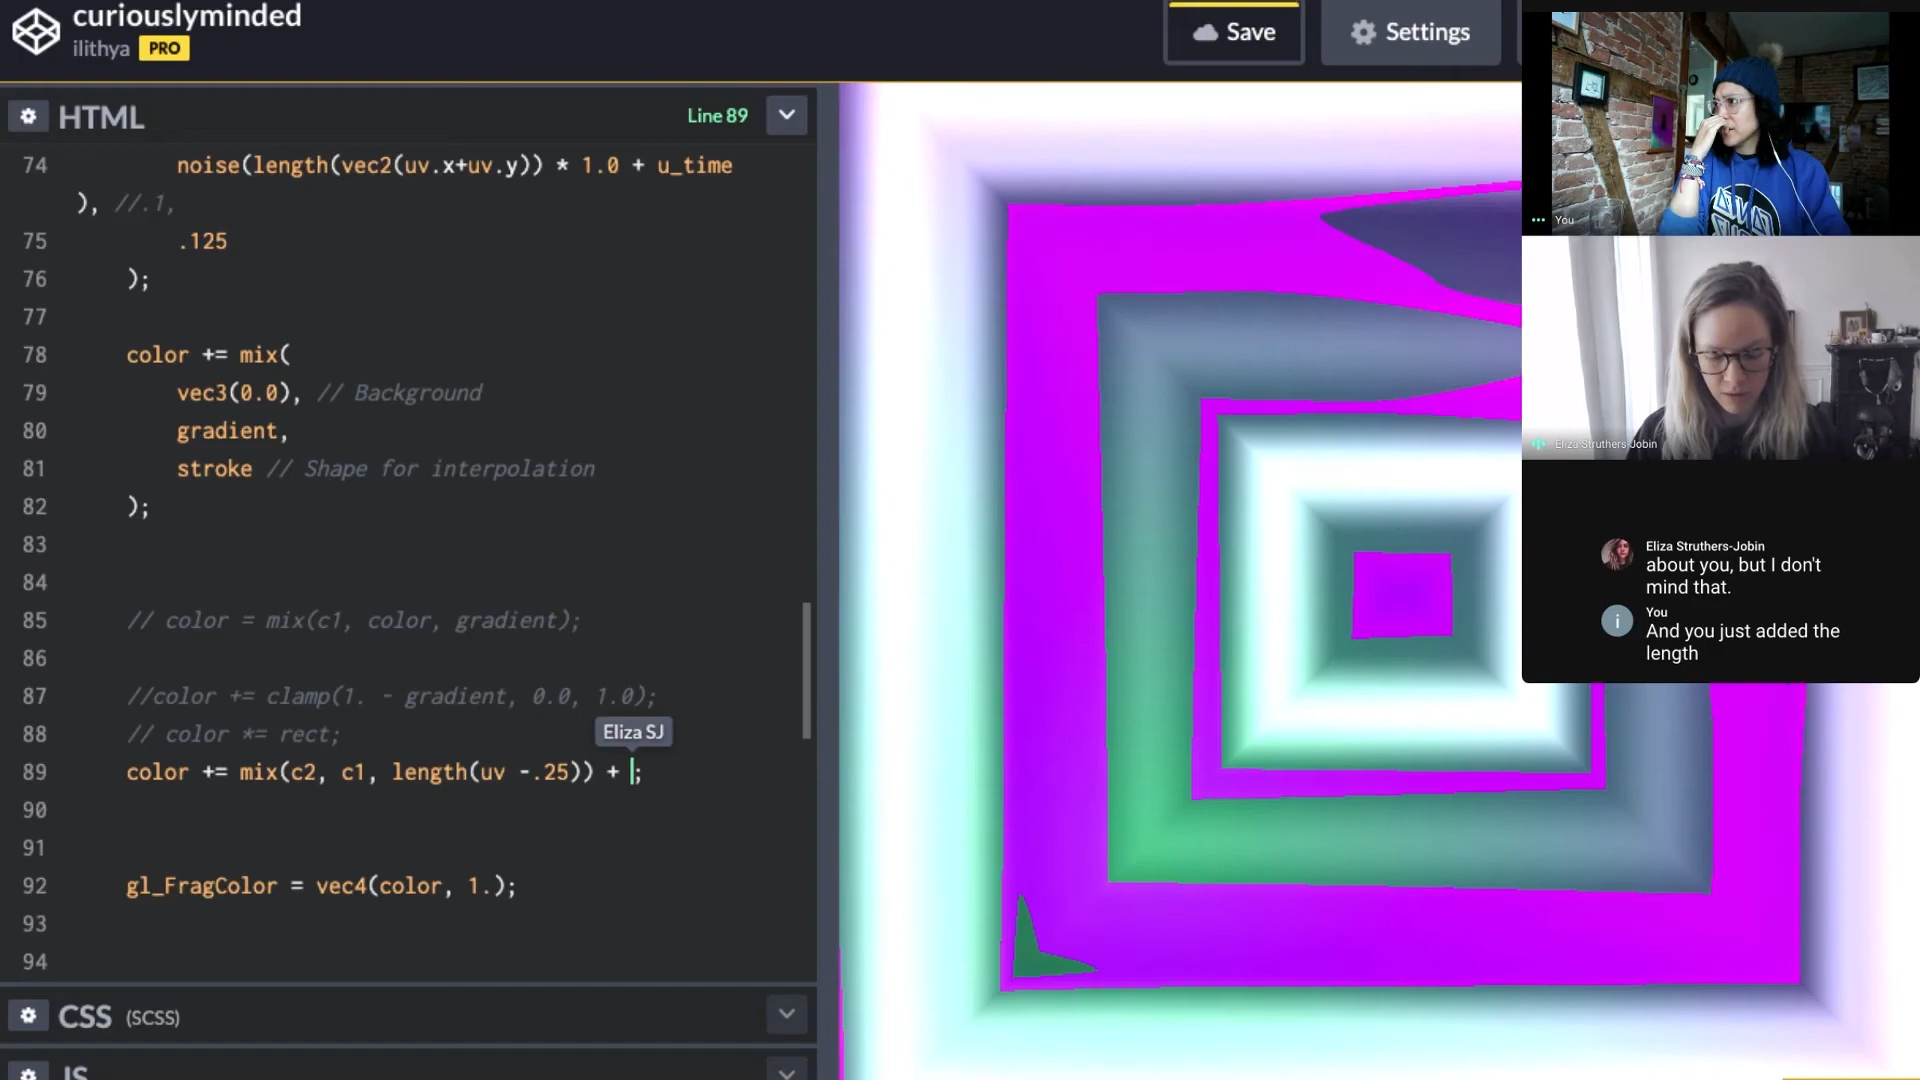 curiouslyminded
ilithya PRO
Save
Settings
HTML
Line 89
74 noise(length(vec2(uv.x+uv.y)) * 1.0 + u_time
), //.1,
75 .125
76 );
77
78 color += mix(
79 vec3(0.0), // Background
80 gradient,
81 stroke // Shape for interpolation
82 );
83
84
85 // color = mix(c1, color, gradient);
86
87 //color += clamp(1. - gradient, 0.0, 1.0);
88 // color *= rect;
Eliza SJ
89 color += mix(c2, c1, length(uv -.25)) + ;
90
91
92 gl_FragColor = vec4(color, 1.);
93
94
CSS (SCSS)
JS
You
Eliza Struthers-Jobin
Eliza Struthers-Jobin
about you, but I don't
mind that.
i
You
And you just added the
length